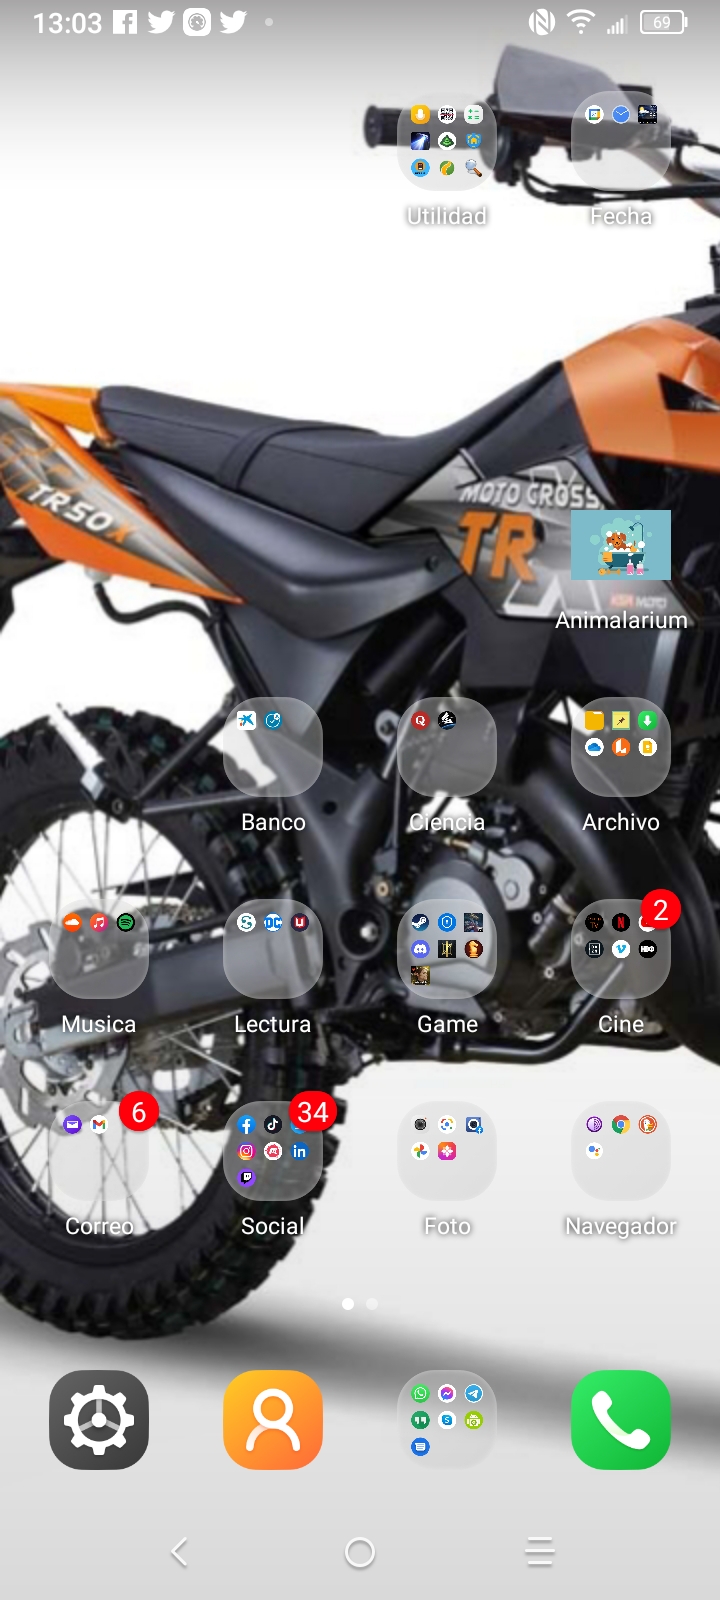 13:03
69
Utilidad
Fecha
TR50X
MOTO CROSS
TR
Animalarium
Banco
Ciencia
Archivo
2
Musica
Lectura
Game
Cine
6
34
Correo
Social
Foto
Navegador